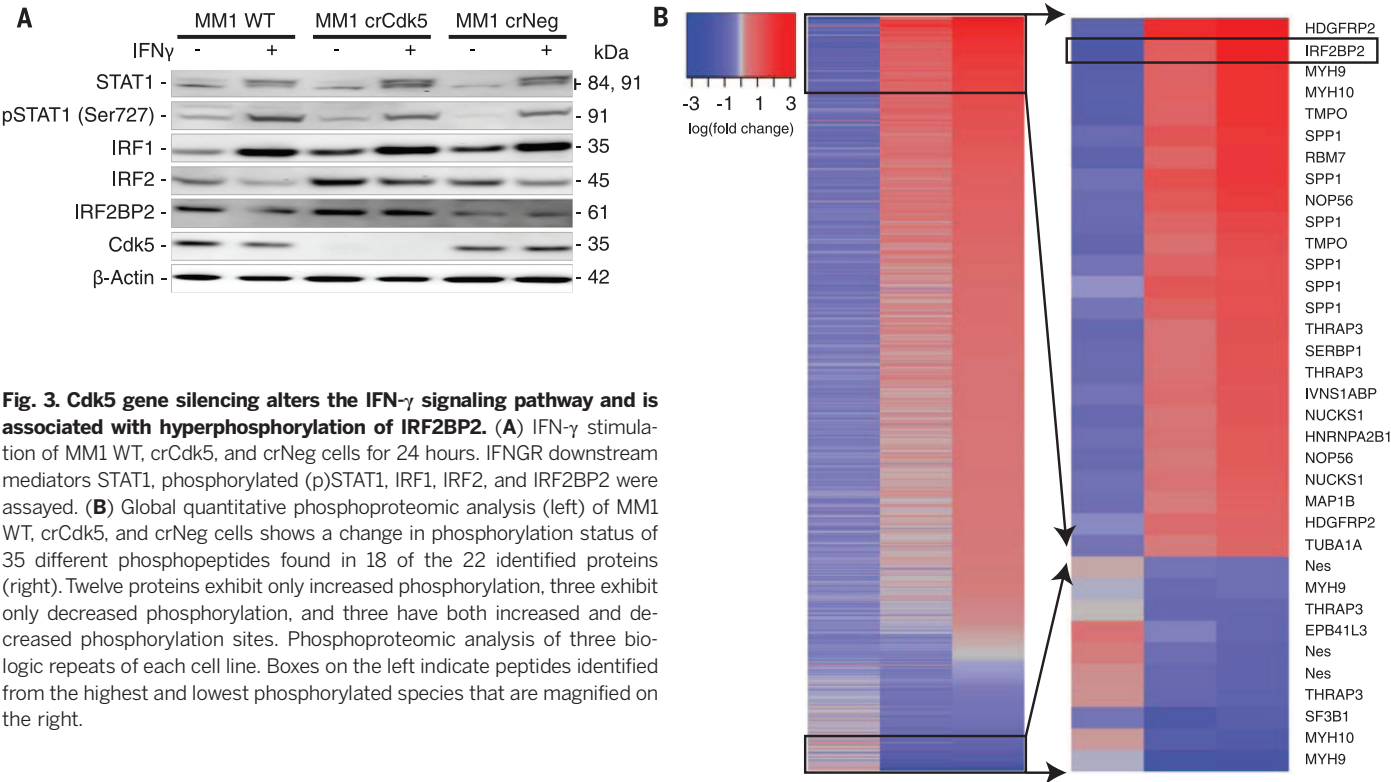 A
MM1 WT MM1 crCdk5 MM1 crNeg
IFNγ - + - + - + kDa
STAT1 - 84, 91
pSTAT1 (Ser727) - - 91
IRF1 - - 35
IRF2 - - 45
IRF2BP2 - - 61
Cdk5 - - 35
β-Actin - - 42
Fig. 3. Cdk5 gene silencing alters the IFN-γ signaling pathway and is
associated with hyperphosphorylation of IRF2BP2. (A) IFN-γ stimula-
tion of MM1 WT, crCdk5, and crNeg cells for 24 hours. IFNGR downstream
mediators STAT1, phosphorylated (p)STAT1, IRF1, IRF2, and IRF2BP2 were
assayed. (B) Global quantitative phosphoproteomic analysis (left) of MM1
WT, crCdk5, and crNeg cells shows a change in phosphorylation status of
35 different phosphopeptides found in 18 of the 22 identified proteins
(right). Twelve proteins exhibit only increased phosphorylation, three exhibit
only decreased phosphorylation, and three have both increased and de-
creased phosphorylation sites. Phosphoproteomic analysis of three bio-
logic repeats of each cell line. Boxes on the left indicate peptides identified
from the highest and lowest phosphorylated species that are magnified on
the right.
B
-3 -1 1 3
log(fold change)
HDGFRP2
IRF2BP2
MYH9
MYH10
TMPO
SPP1
RBM7
SPP1
NOP56
SPP1
TMPO
SPP1
SPP1
SPP1
THRAP3
SERBP1
THRAP3
IVNS1ABP
NUCKS1
HNRNPA2B1
NOP56
NUCKS1
MAP1B
HDGFRP2
TUBA1A
Nes
MYH9
THRAP3
EPB41L3
Nes
Nes
THRAP3
SF3B1
MYH10
MYH9